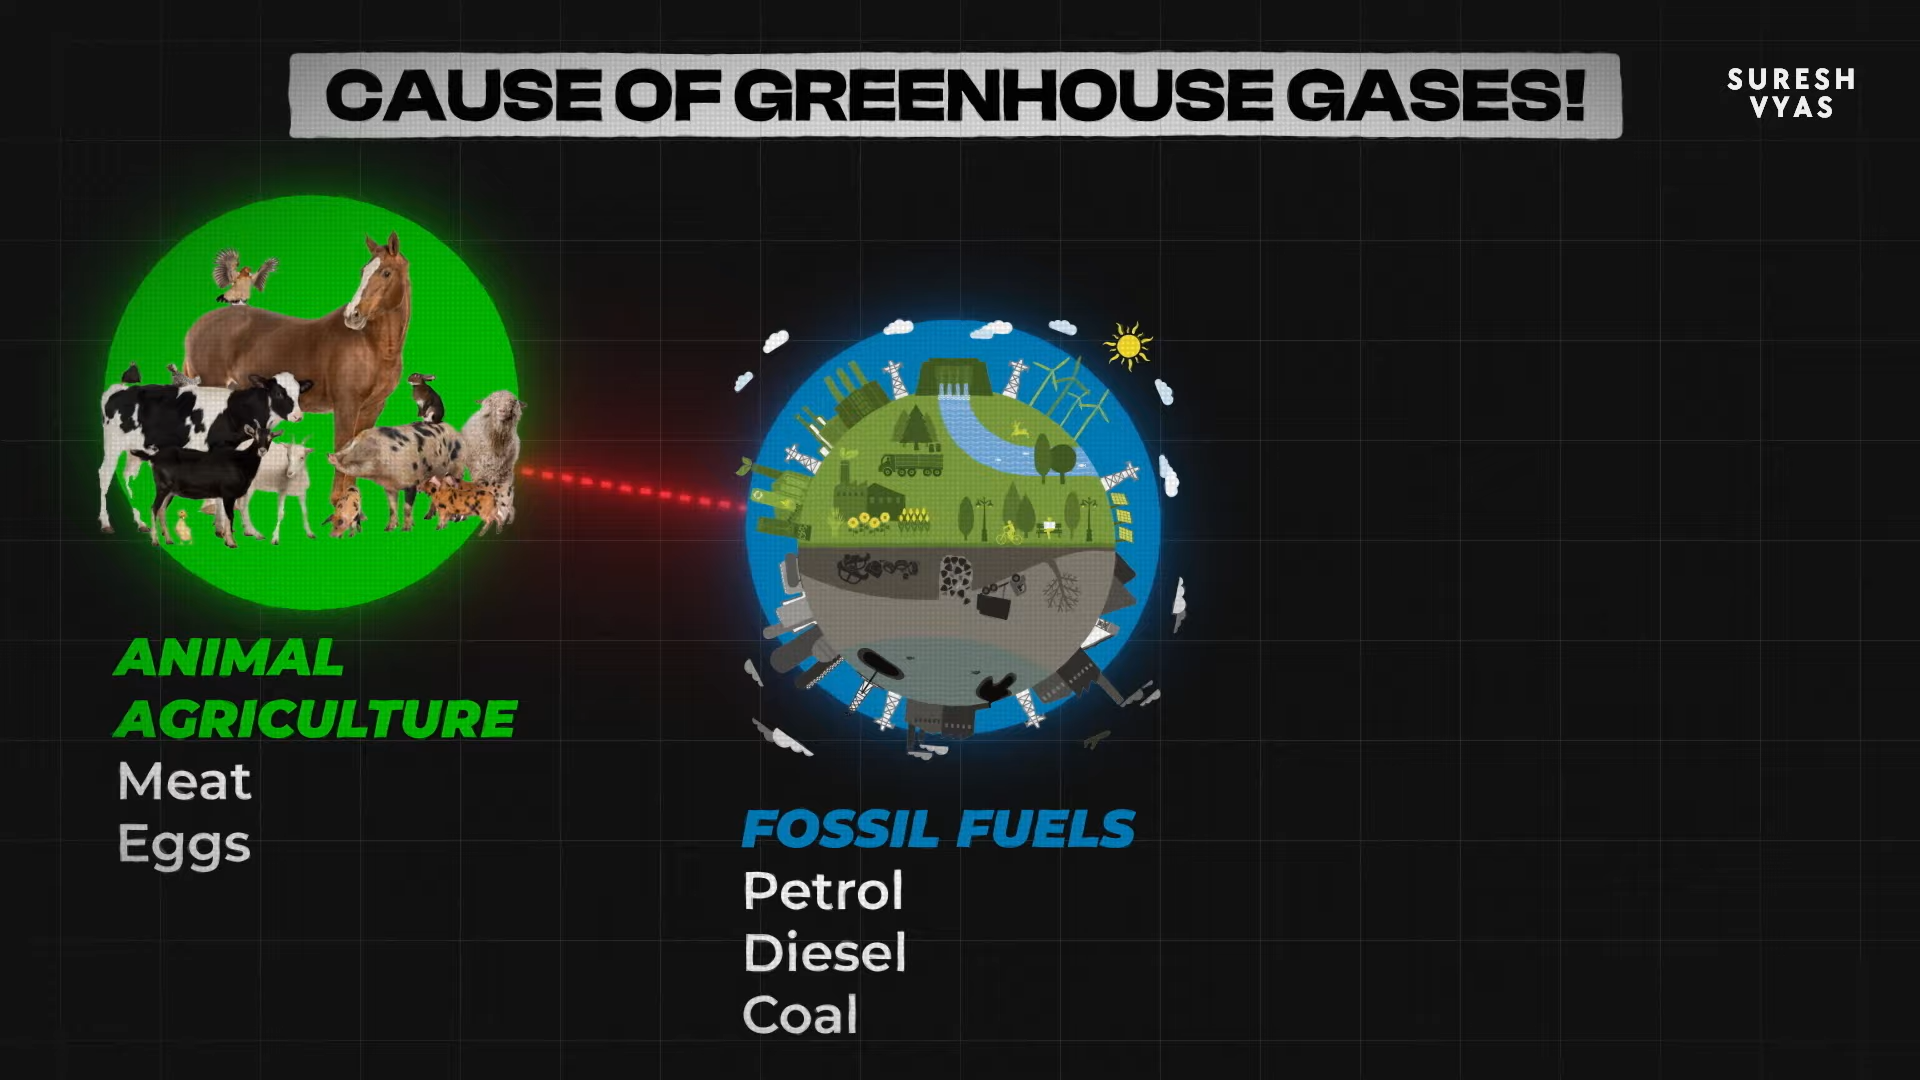 CAUSE OF GREENHOUSE GASES!
SURESH
VYAS
ANIMAL
AGRICULTURE
Meat
Eggs
FOSSIL FUELS
Petrol
Diesel
Coal